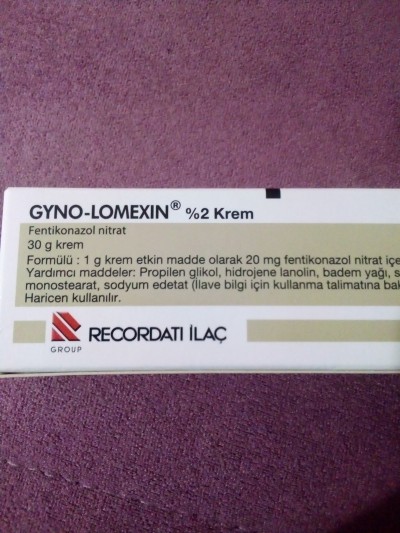 GYNO-LOMEXIN® %2 Krem
Fentikonazol nitrat
30 g krem
Formülü : 1 g krem etkin madde olarak 20 mg fentikonazol nitrat içe
Yardımcı maddeler: Propilen glikol, hidrojene lanolin, badem yağı, s
monostearat, sodyum edetat (İlave bilgi için kullanma talimatına bak
Haricen kullanılır.
RECORDATI İLAÇ
GROUP